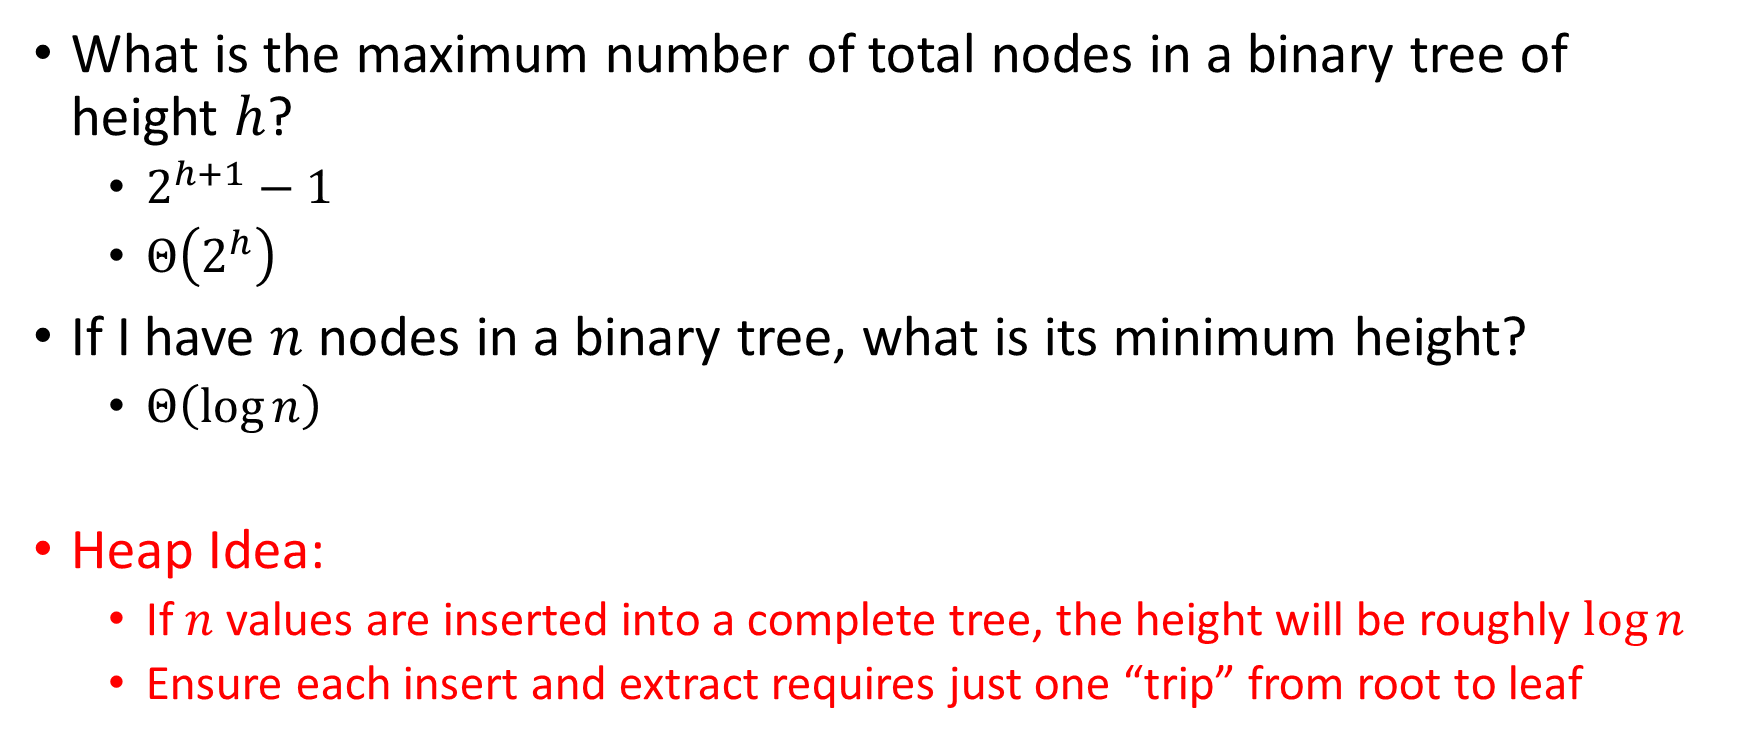 • What is the maximum number of total nodes in a binary tree of
height ℎ?
• 2^{ℎ+1} − 1
• Θ(2^ℎ)
• If I have 𝑛 nodes in a binary tree, what is its minimum height?
• Θ(log 𝑛)
• Heap Idea:
• If 𝑛 values are inserted into a complete tree, the height will be roughly log 𝑛
• Ensure each insert and extract requires just one “trip” from root to leaf